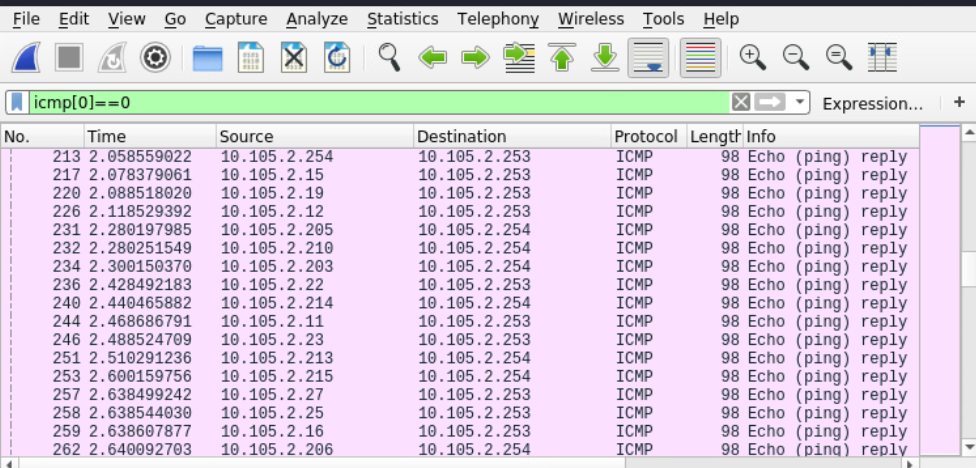 File Edit View Go Capture Analyze Statistics Telephony Wireless Tools Help
icmp[0]==0 Expression... +
No. Time Source Destination Protocol Length Info
213 2.058559022 10.105.2.254 10.105.2.253 ICMP 98 Echo (ping) reply
217 2.078379061 10.105.2.15 10.105.2.253 ICMP 98 Echo (ping) reply
220 2.088518020 10.105.2.19 10.105.2.253 ICMP 98 Echo (ping) reply
226 2.118529392 10.105.2.12 10.105.2.253 ICMP 98 Echo (ping) reply
231 2.280197985 10.105.2.205 10.105.2.254 ICMP 98 Echo (ping) reply
232 2.280251549 10.105.2.210 10.105.2.254 ICMP 98 Echo (ping) reply
234 2.300150370 10.105.2.203 10.105.2.254 ICMP 98 Echo (ping) reply
236 2.428492183 10.105.2.22 10.105.2.253 ICMP 98 Echo (ping) reply
240 2.440465882 10.105.2.214 10.105.2.254 ICMP 98 Echo (ping) reply
244 2.468686791 10.105.2.11 10.105.2.253 ICMP 98 Echo (ping) reply
246 2.488524709 10.105.2.23 10.105.2.253 ICMP 98 Echo (ping) reply
251 2.510291236 10.105.2.213 10.105.2.254 ICMP 98 Echo (ping) reply
253 2.600159756 10.105.2.215 10.105.2.254 ICMP 98 Echo (ping) reply
257 2.638499242 10.105.2.27 10.105.2.253 ICMP 98 Echo (ping) reply
258 2.638544030 10.105.2.25 10.105.2.253 ICMP 98 Echo (ping) reply
259 2.638607877 10.105.2.16 10.105.2.253 ICMP 98 Echo (ping) reply
262 2.640092703 10.105.2.206 10.105.2.254 ICMP 98 Echo (ping) reply